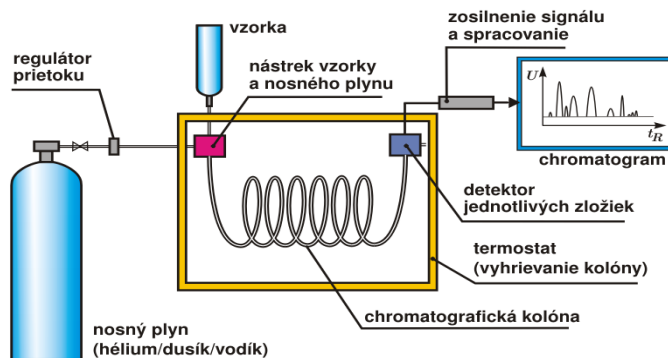 vzorka
zosilnenie signálu
a spracovanie
regulátor
prietoku
nástrek vzorky
a nosného plynu
U
t_R
chromatogram
detektor
jednotlivých zložiek
termostat
(vyhrievanie kolóny)
chromatografická kolóna
nosný plyn
(hélium/dusík/vodík)